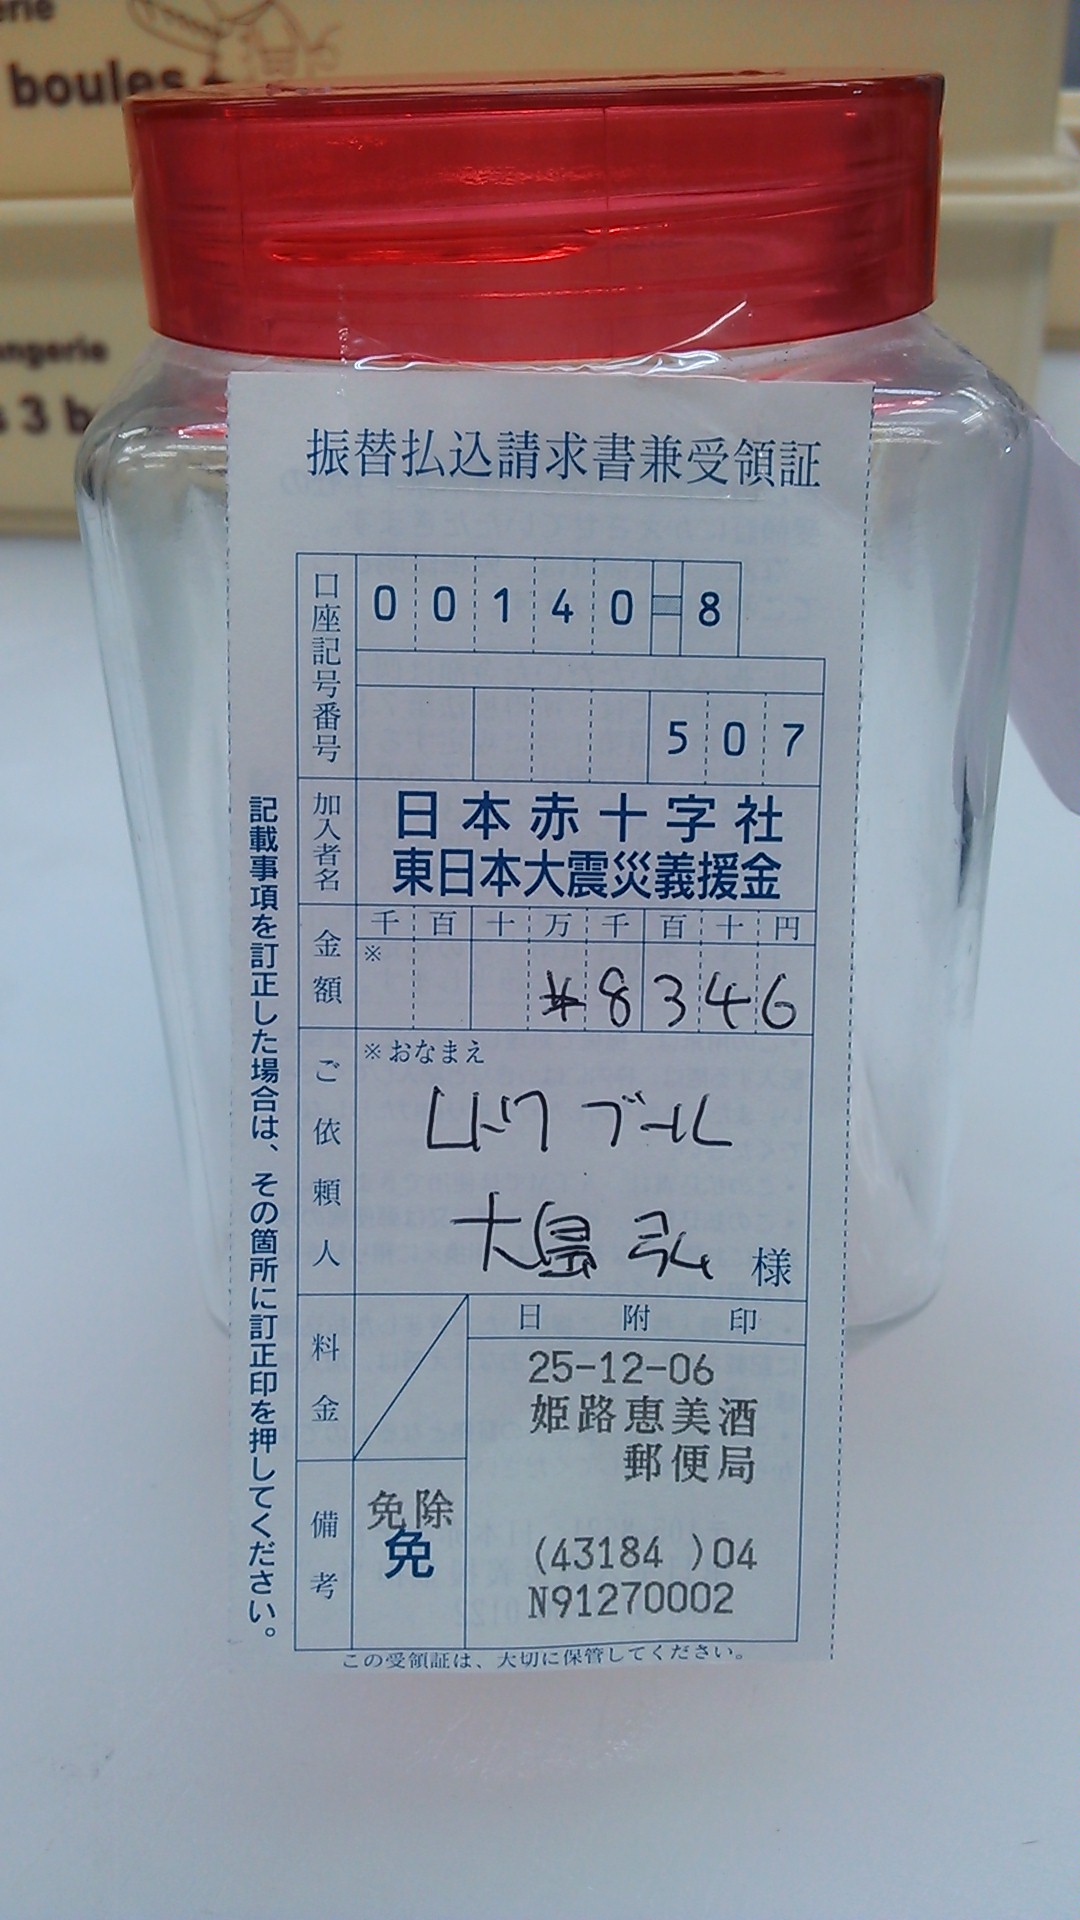 boules
angerie
s 3 b
振替払込請求書兼受領証
口座記号番号
00140-8
507
加入者名
日本赤十字社
東日本大震災義援金
金額
千百十万千百十円
※
¥8346
ご依頼人
※おなまえ
レトワブール
大島 弘 様
料金
日附印
25-12-06
姫路恵美酒
郵便局
備考
免除
免
(43184 )04
N91270002
記載事項を訂正した場合は、その箇所に訂正印を押してください。
この受領証は、大切に保管してください。